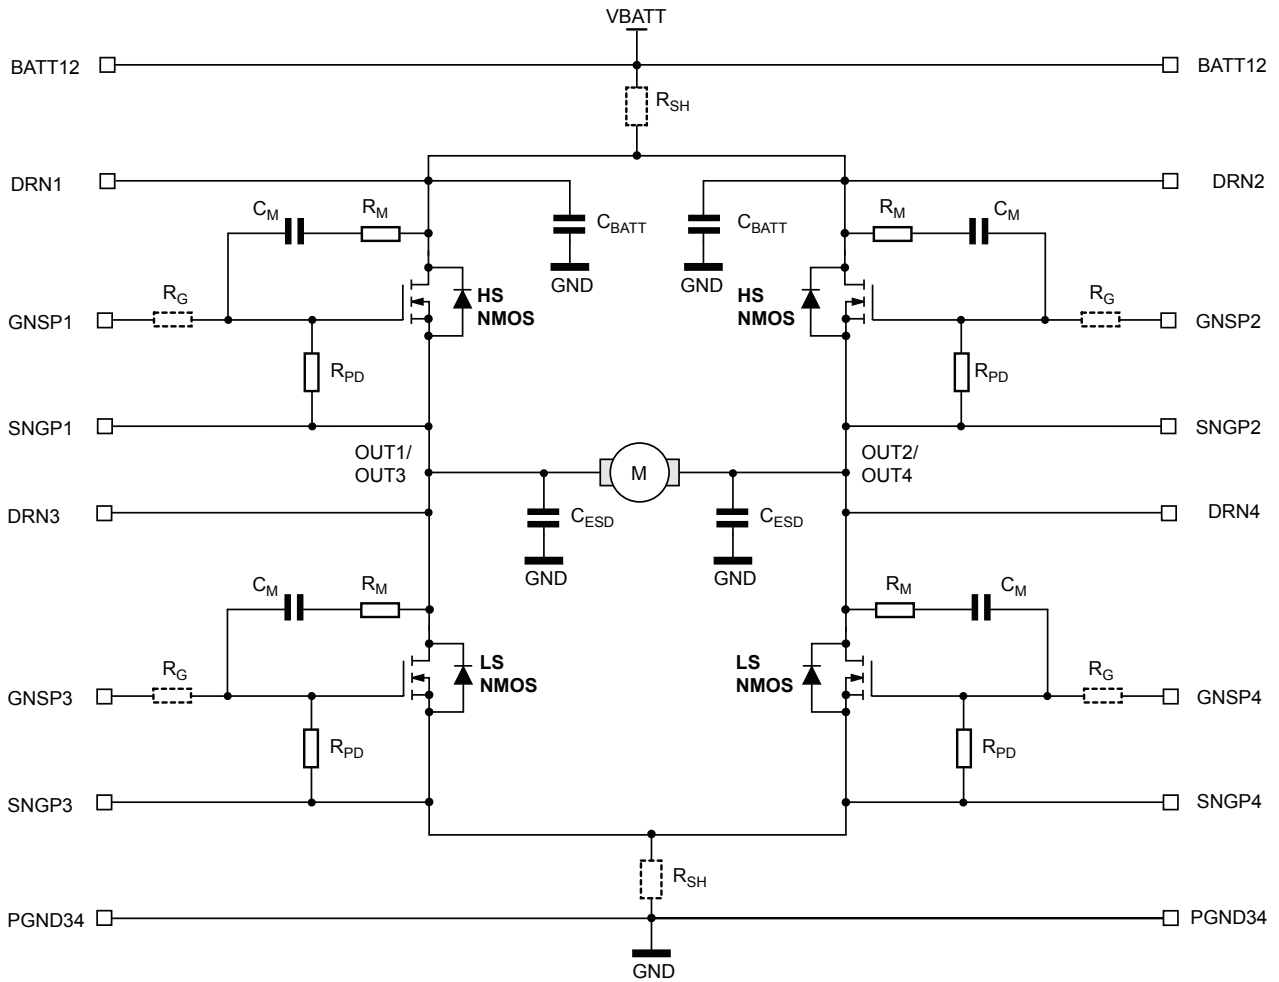 VBATT
BATT12
BATT12
RSH
DRN1
DRN2
CM
RM
CBATT
CBATT
RM
CM
GND
GND
RG
HS
NMOS
HS
NMOS
RG
GNSP1
GNSP2
RPD
RPD
SNGP1
SNGP2
OUT1/
OUT3
M
OUT2/
OUT4
DRN3
CESD
CESD
DRN4
GND
GND
CM
RM
RM
CM
RG
LS
NMOS
LS
NMOS
RG
GNSP3
GNSP4
RPD
RPD
SNGP3
SNGP4
RSH
PGND34
PGND34
GND